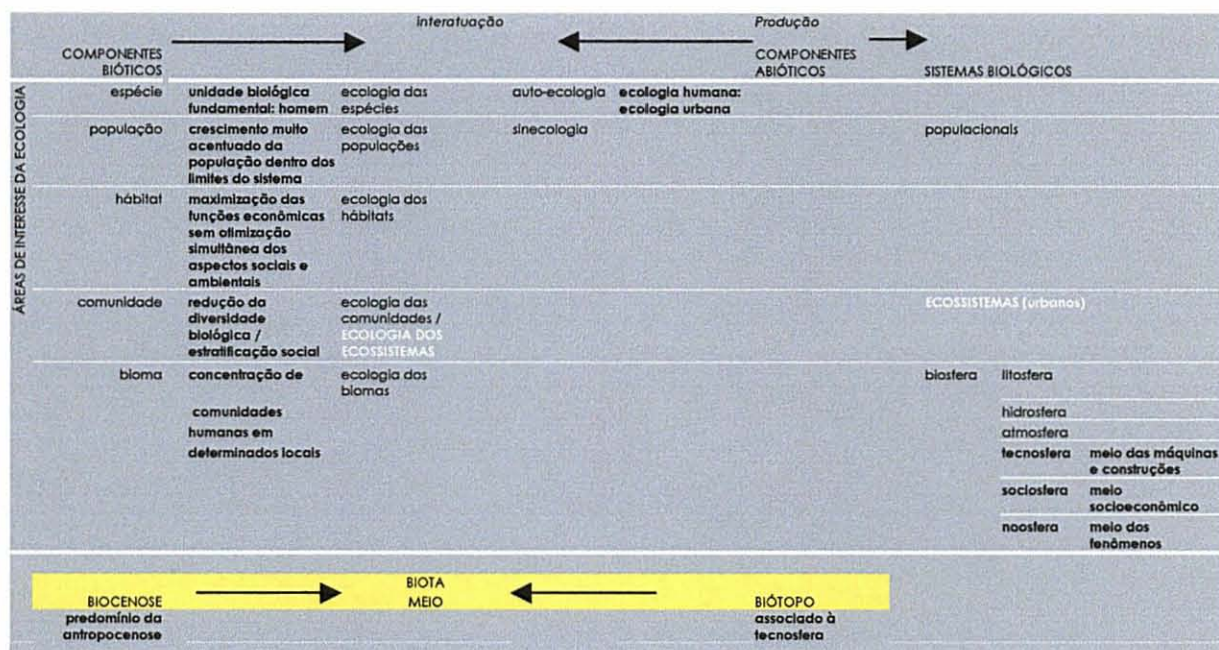 interatuação Produção
COMPONENTES BIÓTICOS COMPONENTES ABIÓTICOS SISTEMAS BIOLÓGICOS
ÁREAS DE INTERESSE DA ECOLOGIA
espécie unidade biológica ecologia das auto-ecologia ecologia humana:
fundamental: homem espécies ecologia urbana
população crescimento muito ecologia das sinecologia populacionais
acentuado da populações
população dentro dos
limites do sistema
hábitat maximização das ecologia dos
funções econômicas hábitats
sem otimização
simultânea dos
aspectos sociais e
ambientais
comunidade redução da ecologia das ECOSSISTEMAS (urbanos)
diversidade comunidades /
biológica / ECOLOGIA DOS
estratificação social ECOSSISTEMAS
bioma concentração de ecologia dos biosfera litosfera
biomas
comunidades hidrosfera
humanas em atmosfera
determinados locais tecnosfera meio das máquinas
e construções
sociosfera meio
socioeconômico
noosfera meio dos
fenômenos
BIOTA
BIOCENOSE MEIO BIÓTOPO
predomínio da associado à
antropocenose tecnosfera